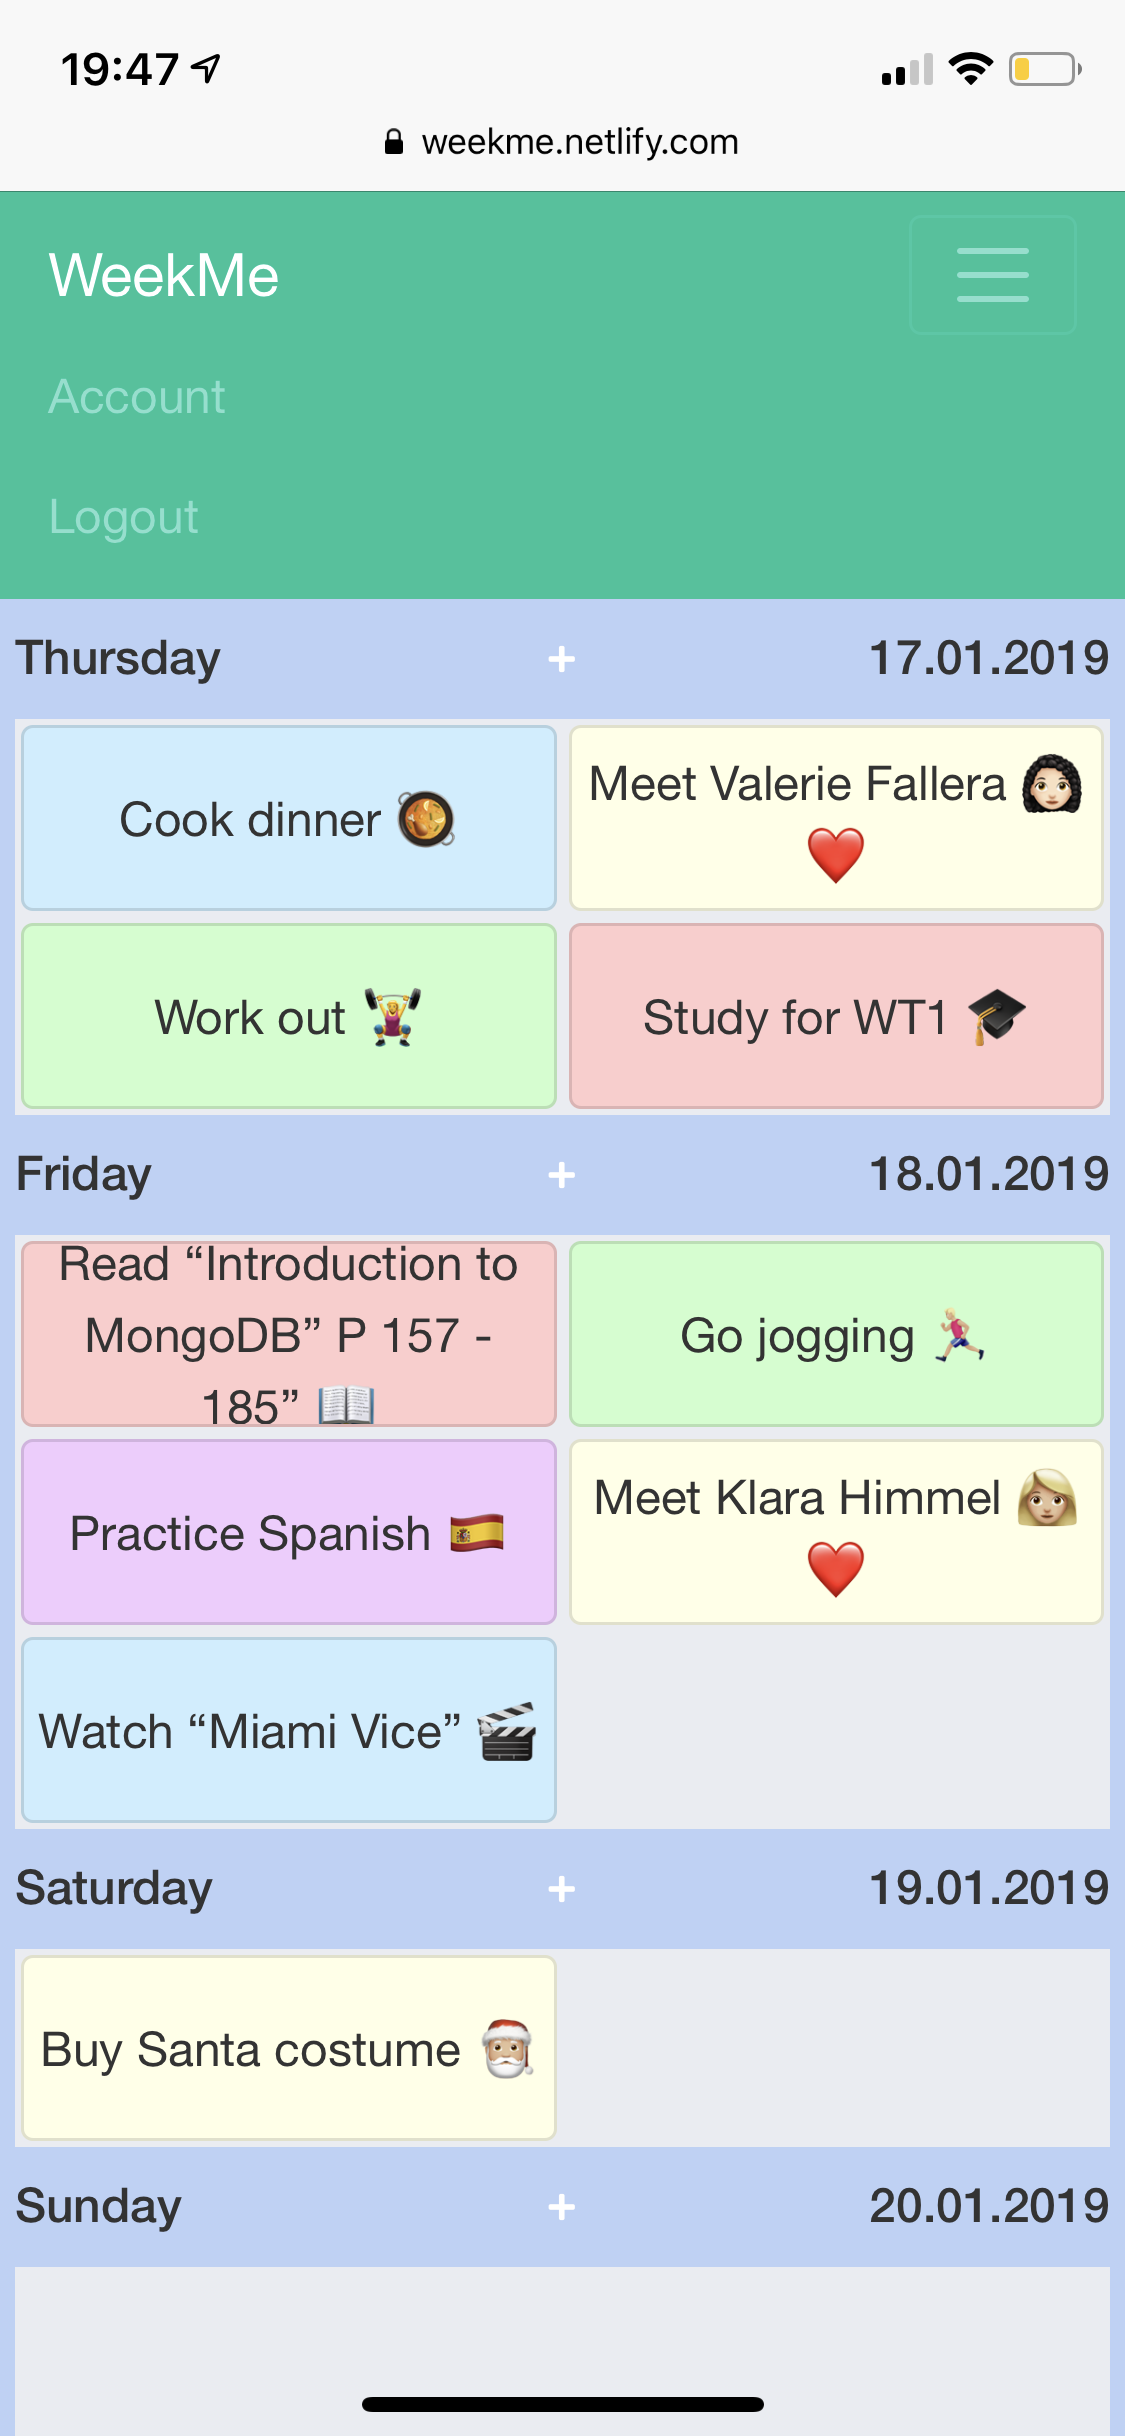 19:47
weekme.netlify.com
WeekMe
Account
Logout
Thursday + 17.01.2019
Cook dinner 🥘
Meet Valerie Fallera 👩🏻‍🦱
❤️
Work out 🏋️‍♀️
Study for WT1 🎓
Friday + 18.01.2019
Read “Introduction to
MongoDB” P 157 -
185” 📖
Go jogging 🏃🏼
Practice Spanish 🇪🇸
Meet Klara Himmel 👩🏼
❤️
Watch “Miami Vice” 🎬
Saturday + 19.01.2019
Buy Santa costume 🎅🏼
Sunday + 20.01.2019